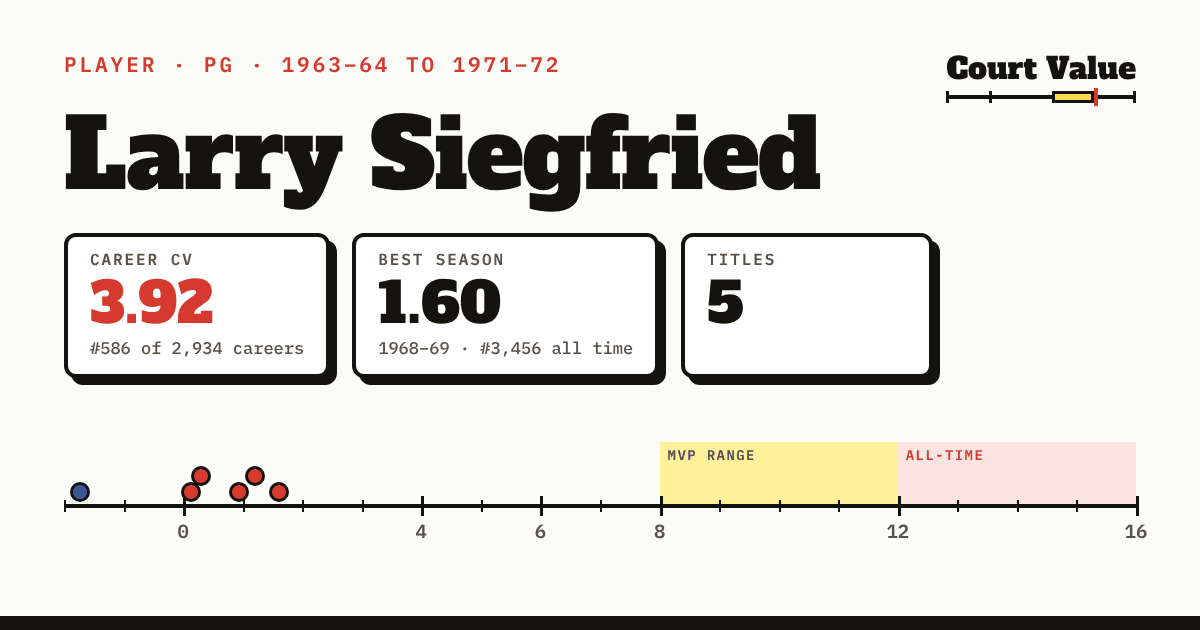 PLAYER · PG · 1963–64 TO 1971–72
Court Value
Larry Siegfried
CAREER CV
3.92
#586 of 2,934 careers
BEST SEASON
1.60
1968–69 · #3,456 all time
TITLES
5
MVP RANGE
ALL-TIME
0 4 6 8 12 16